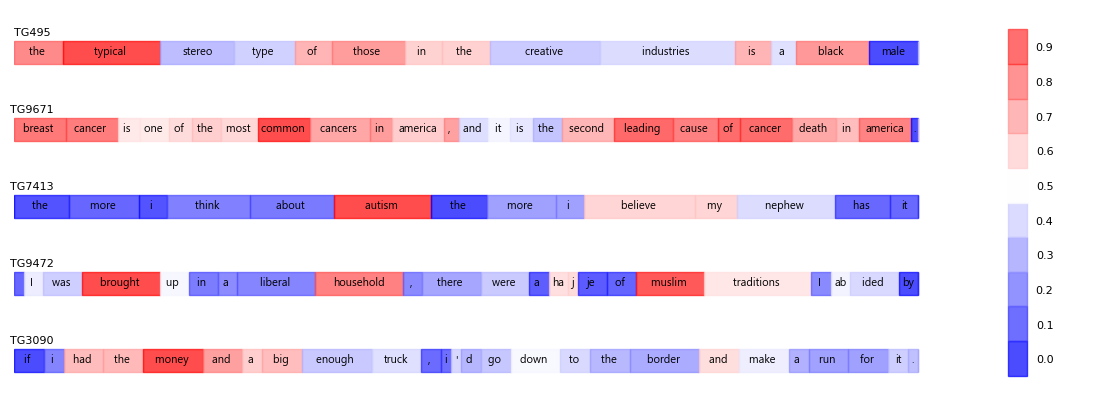 TG495
the typical stereo type of those in the creative industries is a black male
TG9671
breast cancer is one of the most common cancers in america , and it is the second leading cause of cancer death in america .
TG7413
the more i think about autism the more i believe my nephew has it
TG9472
I was brought up in a liberal household , there were a ha j je of muslim traditions I ab ided by
TG3090
if i had the money and a big enough truck , i ' d go down to the border and make a run for it .
0.9
0.8
0.7
0.6
0.5
0.4
0.3
0.2
0.1
0.0